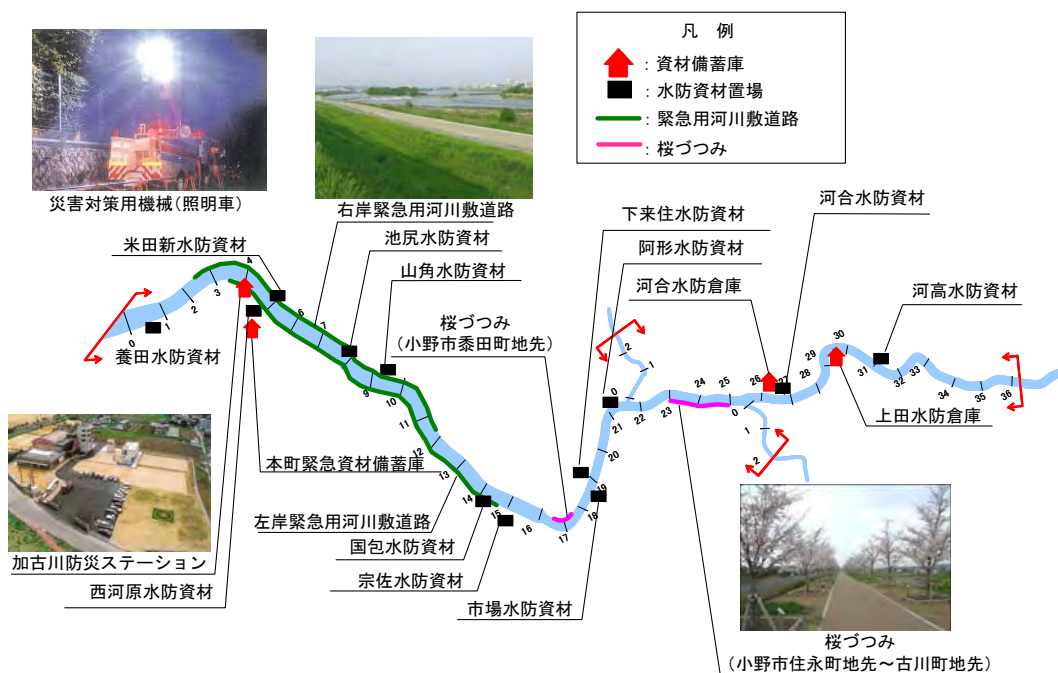 凡 例
：資材備蓄庫
：水防資材置場
：緊急用河川敷道路
：桜づつみ
災害対策用機械(照明車)
右岸緊急用河川敷道路
米田新水防資材
池尻水防資材
山角水防資材
桜づつみ
(小野市黍田町地先)
下来住水防資材
阿形水防資材
河合水防倉庫
河合水防資材
河高水防資材
養田水防資材
上田水防倉庫
本町緊急資材備蓄庫
左岸緊急用河川敷道路
国包水防資材
宗佐水防資材
市場水防資材
加古川防災ステーション
西河原水防資材
桜づつみ
(小野市住永町地先～古川町地先)
0
1
2
3
4
6
7
9
10
11
12
13
14
15
16
17
18
19
20
21
22
23
24
25
26
27
28
29
30
31
32
33
34
35
36
0
1
2
0
1
2